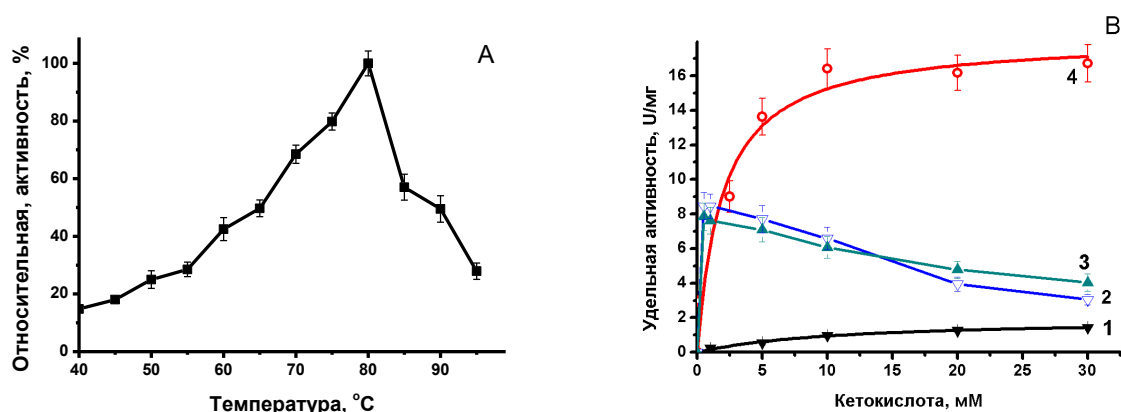 A
Относительная, активность, %
100
80
60
40
20
0
40 50 60 70 80 90
Температура, °C
B
Удельная активность, U/мг
16
14
12
10
8
6
4
2
0
0 5 10 15 20 25 30
4
3
2
1
Кетокислота, мМ